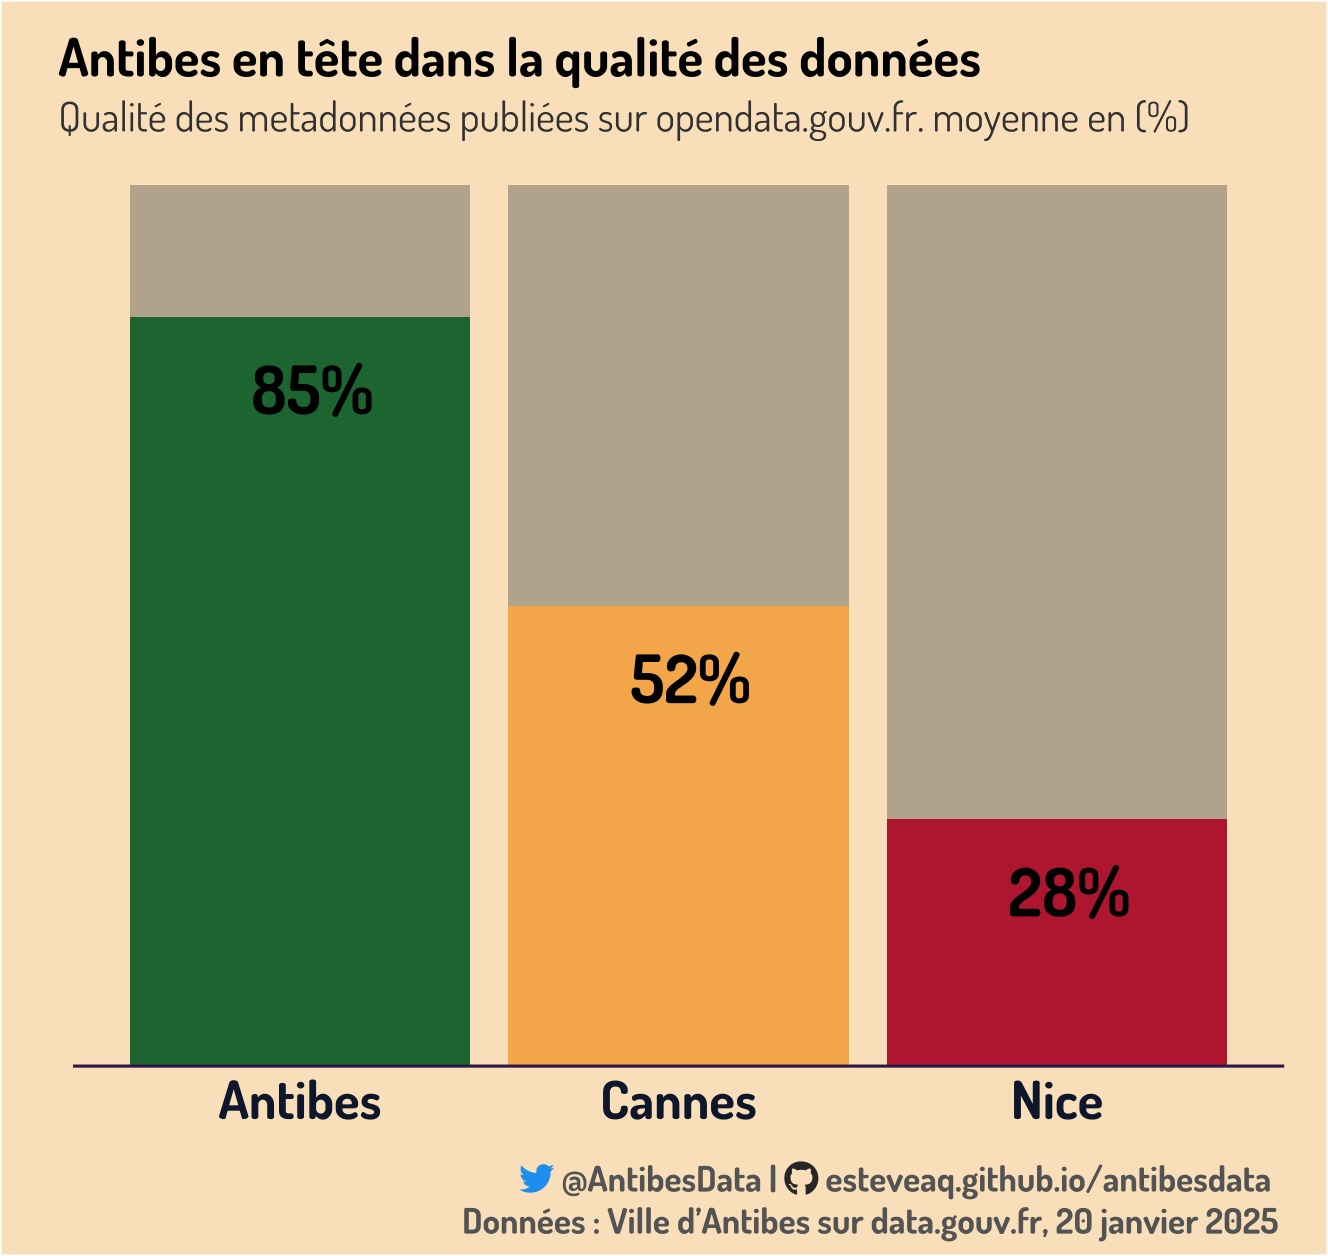 Antibes en tête dans la qualité des données
Qualité des metadonnées publiées sur opendata.gouv.fr. moyenne en (%)
85%
52%
28%
Antibes Cannes Nice
@AntibesData | esteveaq.github.io/antibesdata
Données : Ville d’Antibes sur data.gouv.fr, 20 janvier 2025